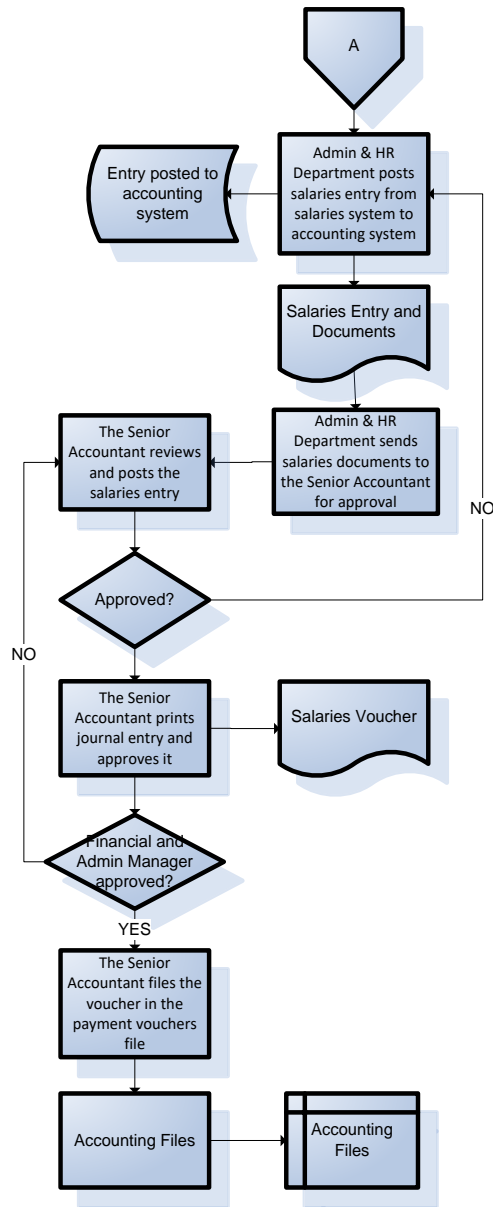 A
Entry posted to
accounting
system
Admin & HR
Department posts
salaries entry from
salaries system to
accounting system
Salaries Entry and
Documents
The Senior
Accountant reviews
and posts the
salaries entry
Admin & HR
Department sends
salaries documents to
the Senior Accountant
for approval
NO
Approved?
NO
The Senior
Accountant prints
journal entry and
approves it
Salaries Voucher
Financial and
Admin Manager
approved?
YES
The Senior
Accountant files the
voucher in the
payment vouchers
file
Accounting Files
Accounting
Files